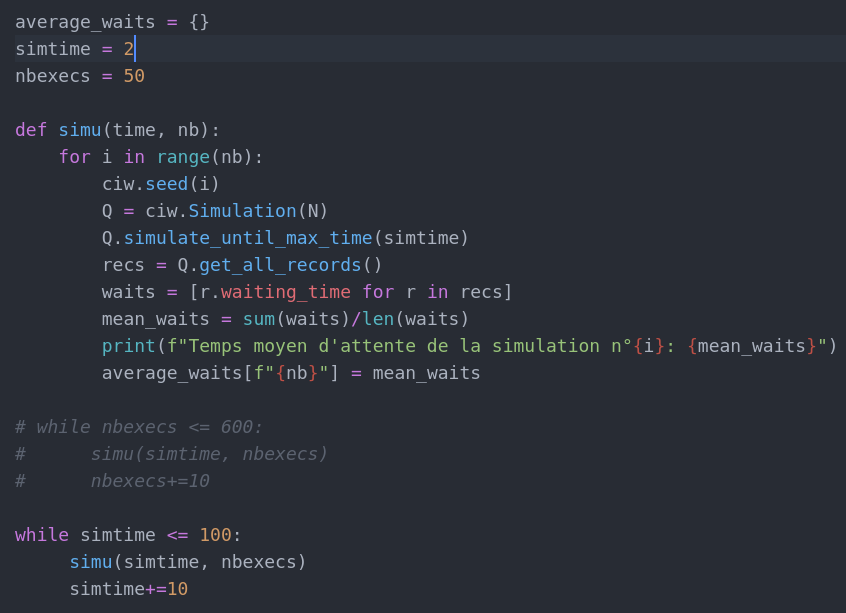 average_waits = {}
simtime = 2
nbexecs = 50

def simu(time, nb):
    for i in range(nb):
        ciw.seed(i)
        Q = ciw.Simulation(N)
        Q.simulate_until_max_time(simtime)
        recs = Q.get_all_records()
        waits = [r.waiting_time for r in recs]
        mean_waits = sum(waits)/len(waits)
        print(f"Temps moyen d'attente de la simulation n°{i}: {mean_waits}")
        average_waits[f"{nb}"] = mean_waits

# while nbexecs <= 600:
#      simu(simtime, nbexecs)
#      nbexecs+=10

while simtime <= 100:
     simu(simtime, nbexecs)
     simtime+=10